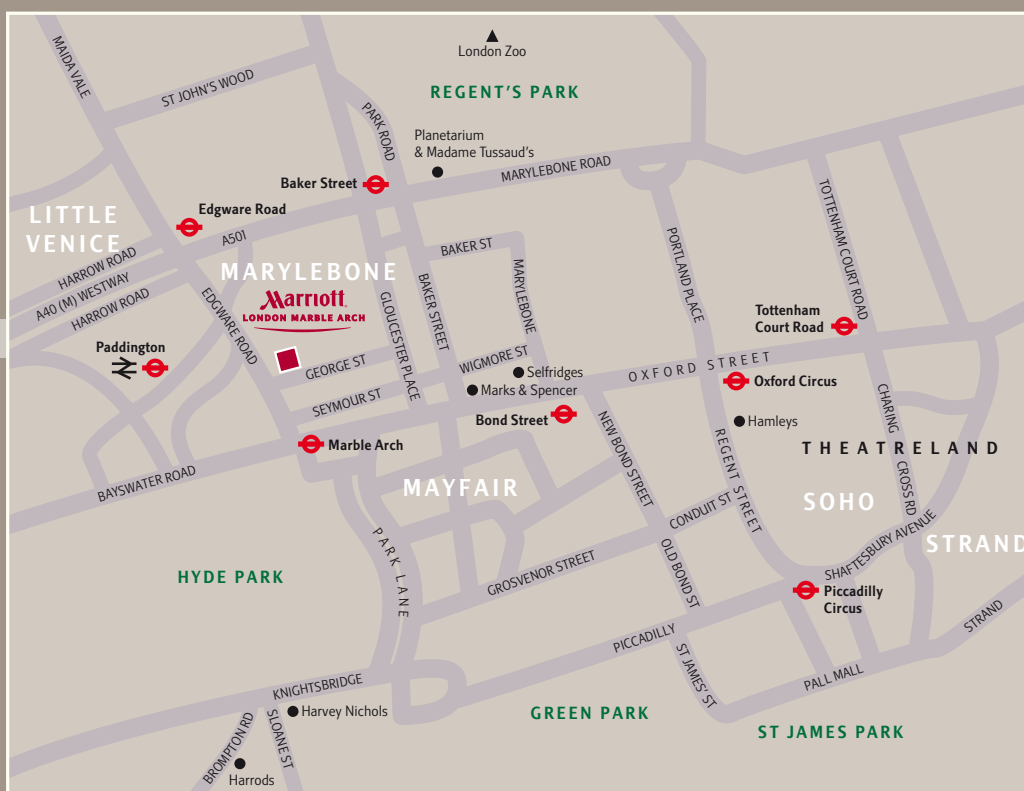 London Zoo
REGENT'S PARK
MAIDA VALE
ST JOHN'S WOOD
PARK ROAD
Planetarium
& Madame Tussaud's
MARYLEBONE ROAD
Baker Street
Edgware Road
LITTLE
VENICE
A501
HARROW ROAD
A40 (M) WESTWAY
HARROW ROAD
MARYLEBONE
Marriott
LONDON MARBLE ARCH
BAKER ST
MARYLEBONE
BAKER STREET
GLOUCESTER PLACE
EDGWARE ROAD
PORTLAND PLACE
TOTTENHAM COURT ROAD
Tottenham
Court Road
Paddington
GEORGE ST
WIGMORE ST
Selfridges
Marks & Spencer
OXFORD STREET
Oxford Circus
SEYMOUR ST
Bond Street
Hamleys
Marble Arch
BAYSWATER ROAD
MAYFAIR
NEW BOND STREET
REGENT STREET
CHARING
CROSS RD
THEATRELAND
SOHO
CONDUIT ST
SHAFTESBURY AVENUE
STRAND
PARK LANE
GROSVENOR STREET
OLD BOND ST
HYDE PARK
Piccadilly
Circus
STRAND
PICCADILLY
ST JAMES' ST
PALL MALL
KNIGHTSBRIDGE
Harvey Nichols
GREEN PARK
ST JAMES PARK
BROMPTON RD
SLOANE ST
Harrods